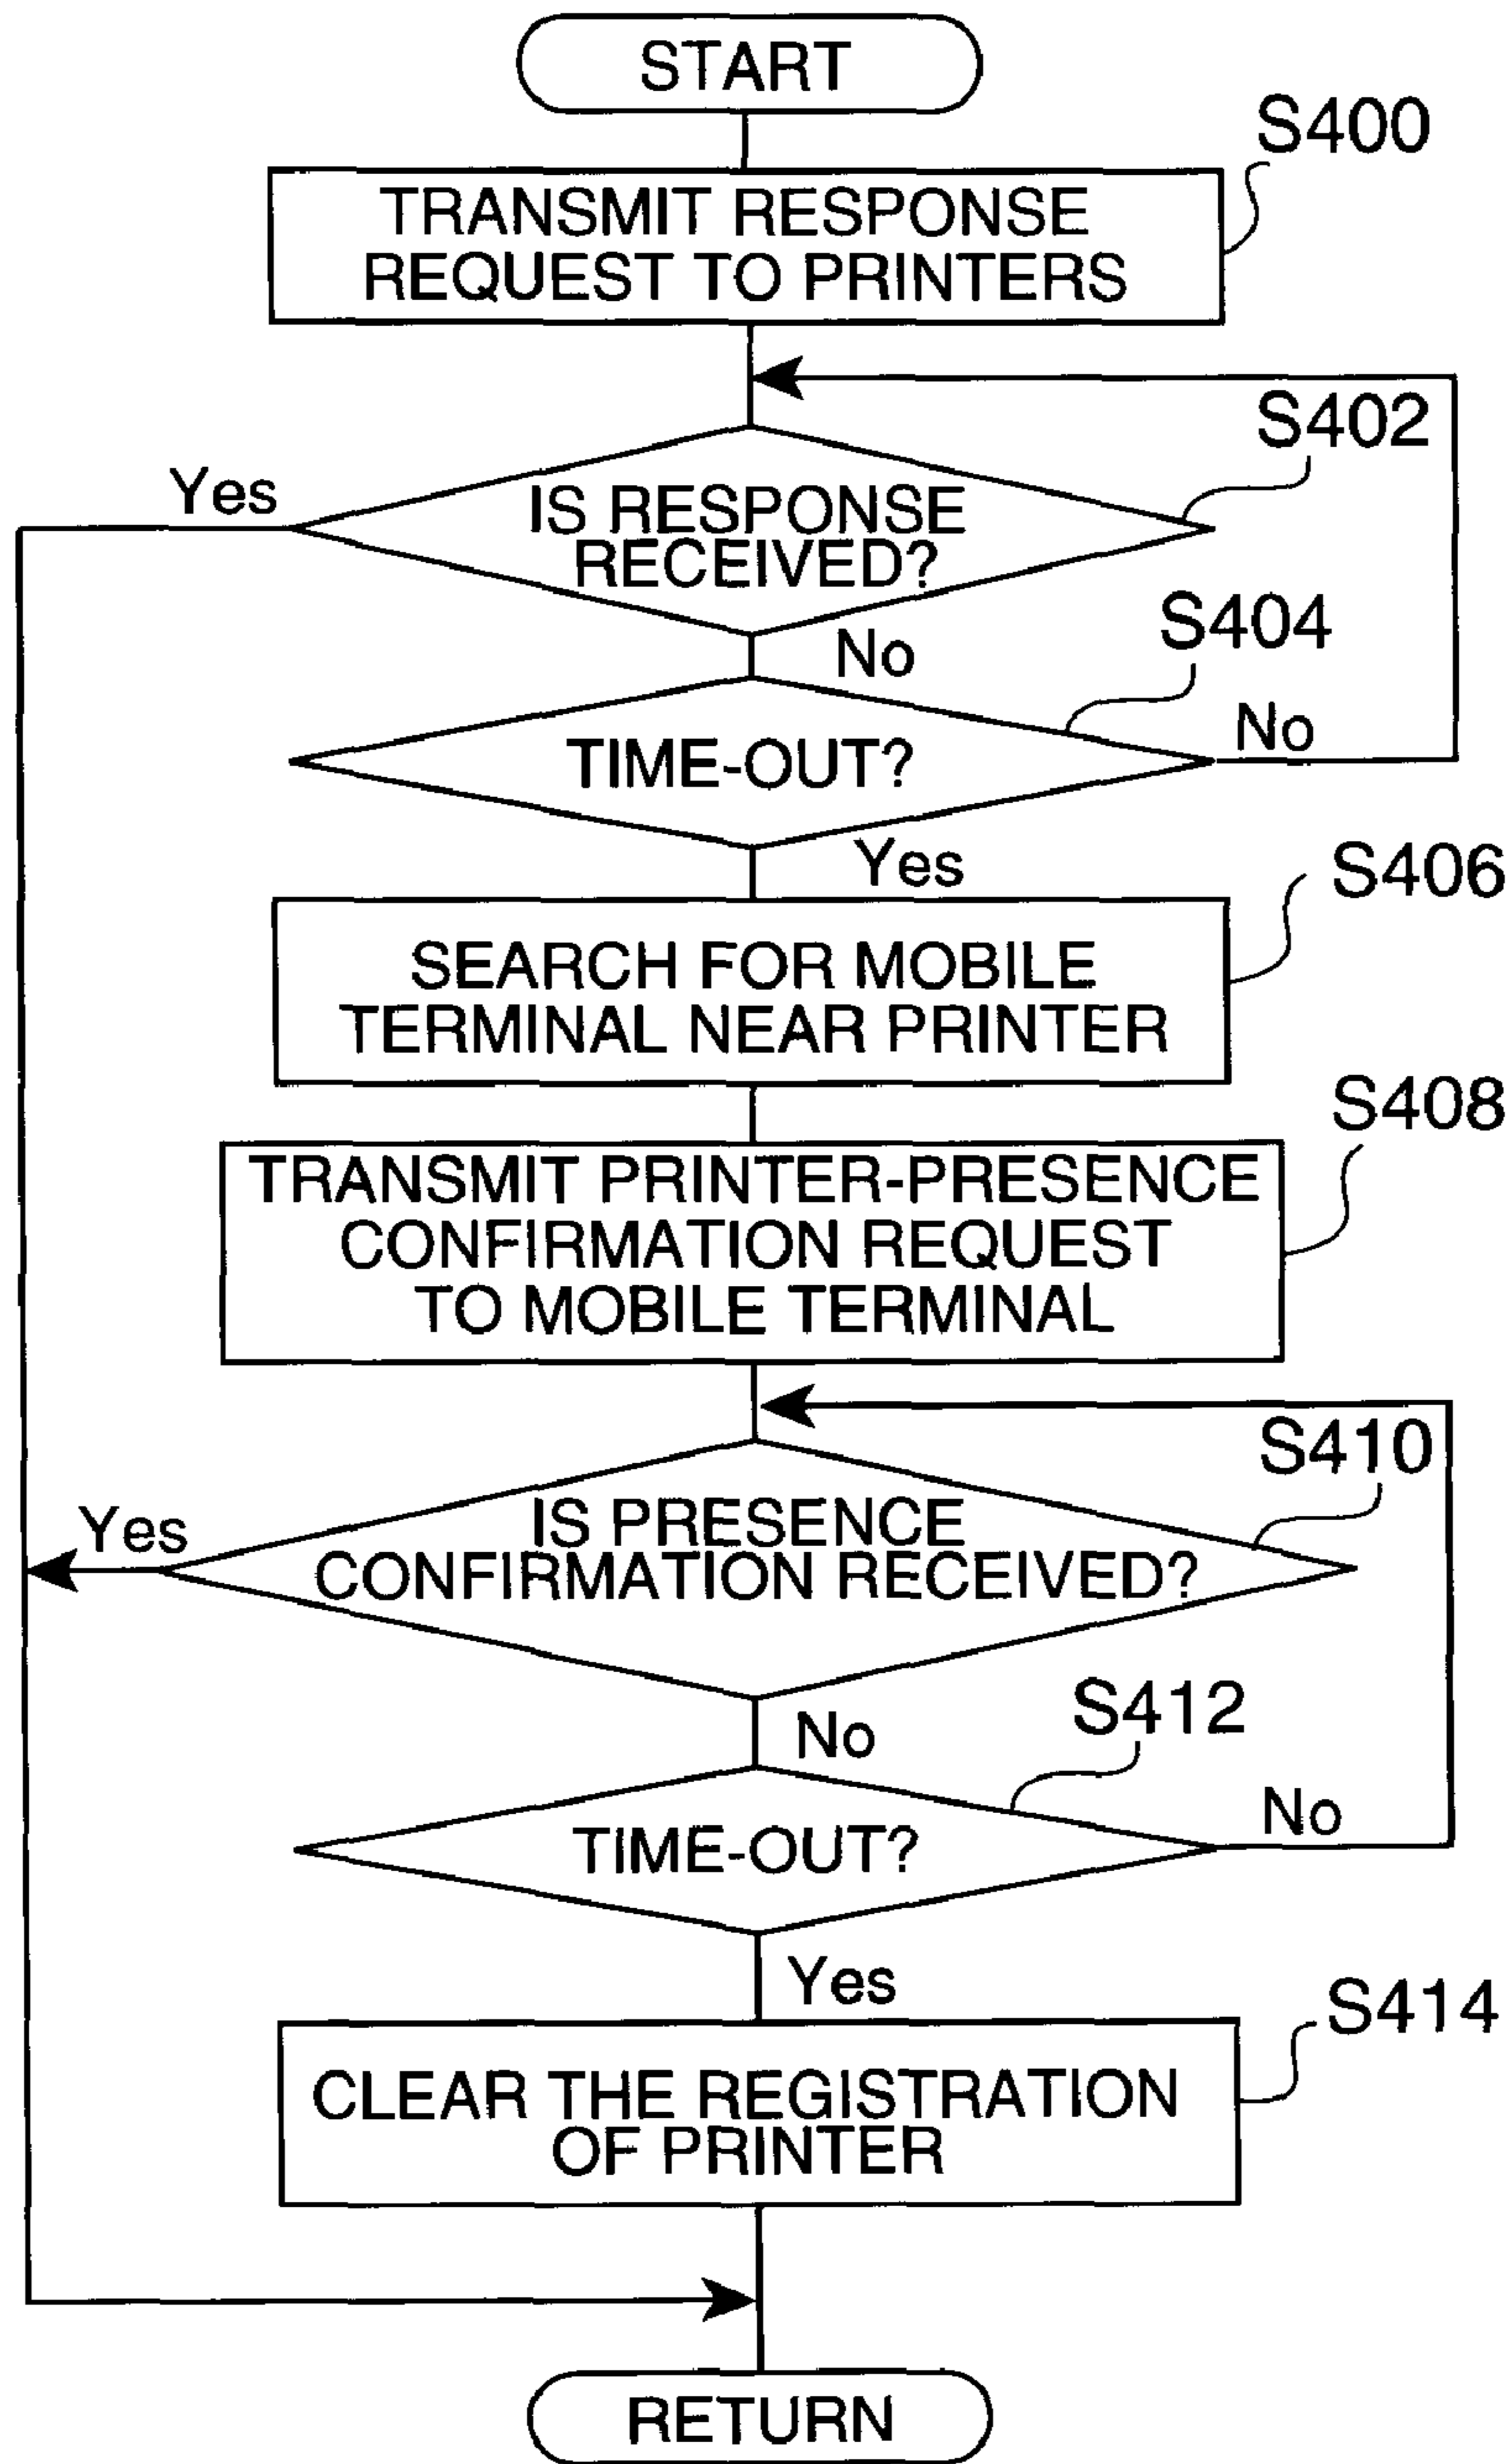 START
S400
TRANSMIT RESPONSE
REQUEST TO PRINTERS
S402
Yes
IS RESPONSE
RECEIVED?
No
S404
TIME-OUT?
No
Yes
S406
SEARCH FOR MOBILE
TERMINAL NEAR PRINTER
S408
TRANSMIT PRINTER-PRESENCE
CONFIRMATION REQUEST
TO MOBILE TERMINAL
S410
Yes
IS PRESENCE
CONFIRMATION RECEIVED?
No
S412
TIME-OUT?
No
Yes
S414
CLEAR THE REGISTRATION
OF PRINTER
RETURN